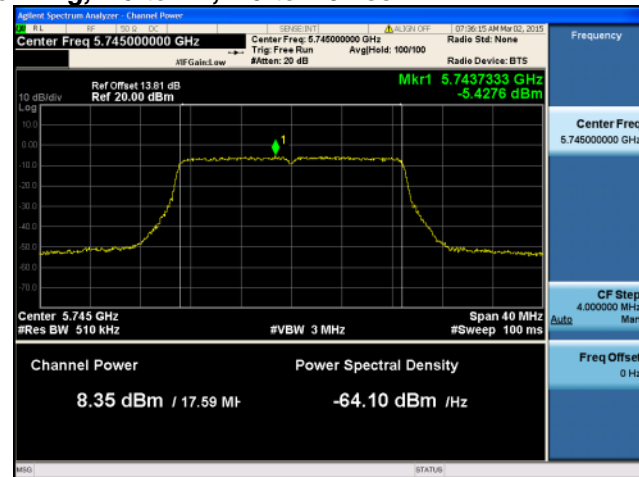 Agilent Spectrum Analyzer - Channel Power
RL RF 50 Ω DC SENSE:INT ALIGN OFF 07:36:15 AM Mar 02, 2015
Center Freq 5.745000000 GHz
Center Freq: 5.745000000 GHz Radio Std: None
Trig: Free Run Avg|Hold: 100/100
#IFGain:Low #Atten: 20 dB Radio Device: BTS
Frequency
Mkr1 5.7437333 GHz
-5.4276 dBm
Ref Offset 13.81 dB
10 dB/div Ref 20.00 dBm
Log
10.0
0.00
-10.0
-20.0
-30.0
-40.0
-50.0
-60.0
-70.0
1
Center 5.745 GHz Span 40 MHz
#Res BW 510 kHz #VBW 3 MHz #Sweep 100 ms
Channel Power Power Spectral Density
8.35 dBm / 17.59 MH -64.10 dBm /Hz
Center Freq
5.745000000 GHz
CF Step
4.000000 MHz
Auto Man
Freq Offset
0 Hz
MSG STATUS